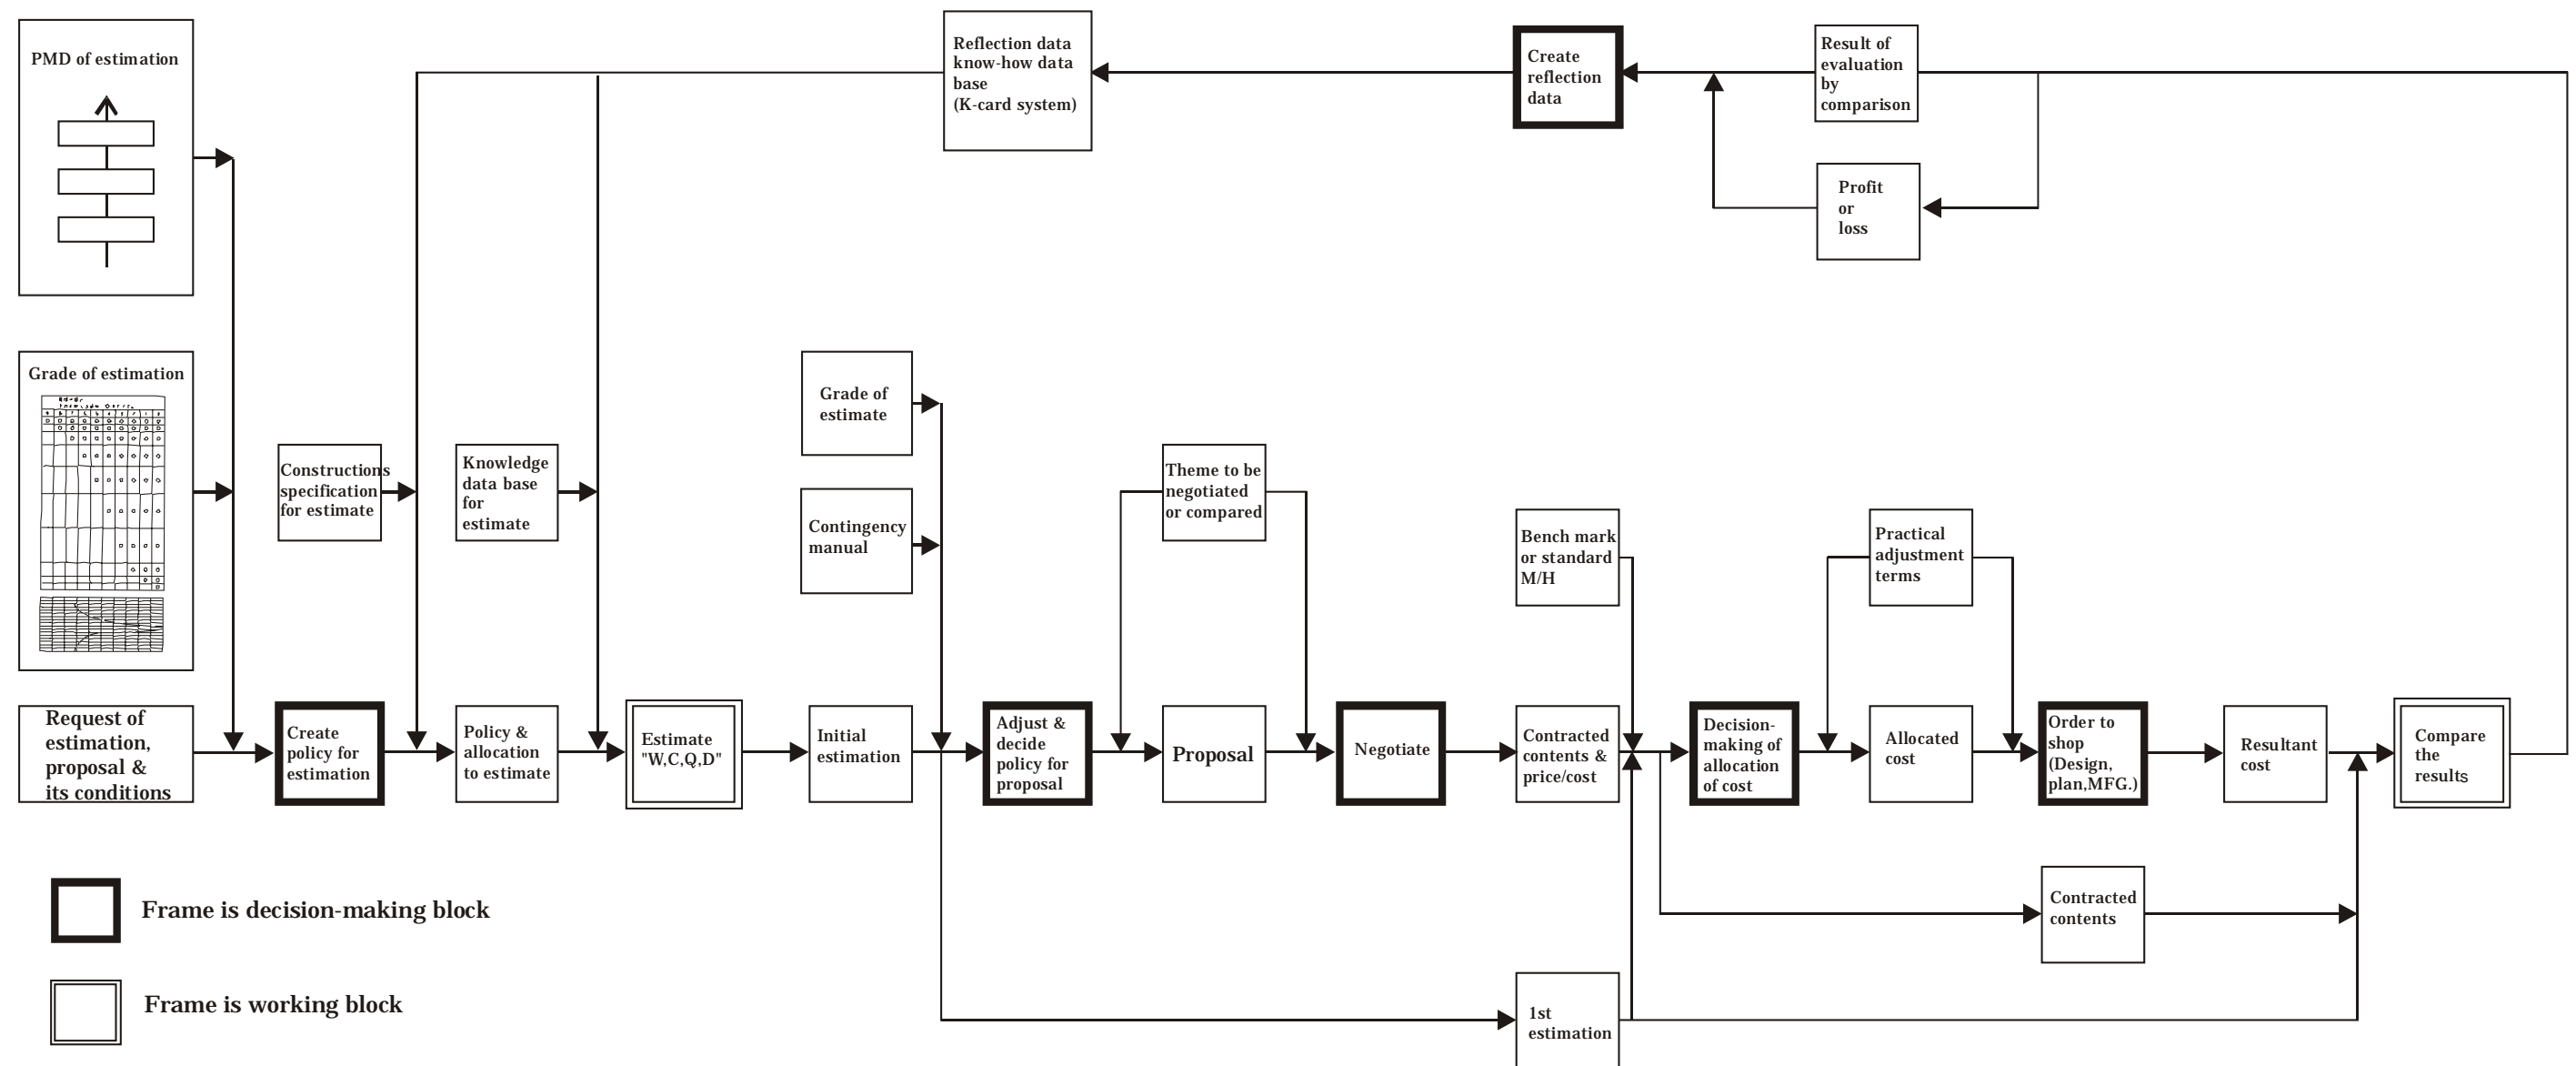 PMD of estimation
Reflection data
know-how data
base
(K-card system)
Create
reflection
data
Result of
evaluation
by
comparison
Profit
or
loss
Grade of estimation
Grade of
estimate
Constructions
specification
for estimate
Knowledge
data base
for
estimate
Contingency
manual
Theme to be
negotiated
or compared
Bench mark
or standard
M/H
Practical
adjustment
terms
Request of
estimation,
proposal &
its conditions
Create
policy for
estimation
Policy &
allocation
to estimate
Estimate
"W,C,Q,D"
Initial
estimation
Adjust &
decide
policy for
proposal
Proposal
Negotiate
Contracted
contents &
price/cost
Decision-
making of
allocation
of cost
Allocated
cost
Order to
shop
(Design,
plan,MFG.)
Resultant
cost
Compare
the
results
Contracted
contents
Frame is decision-making block
Frame is working block
1st
estimation